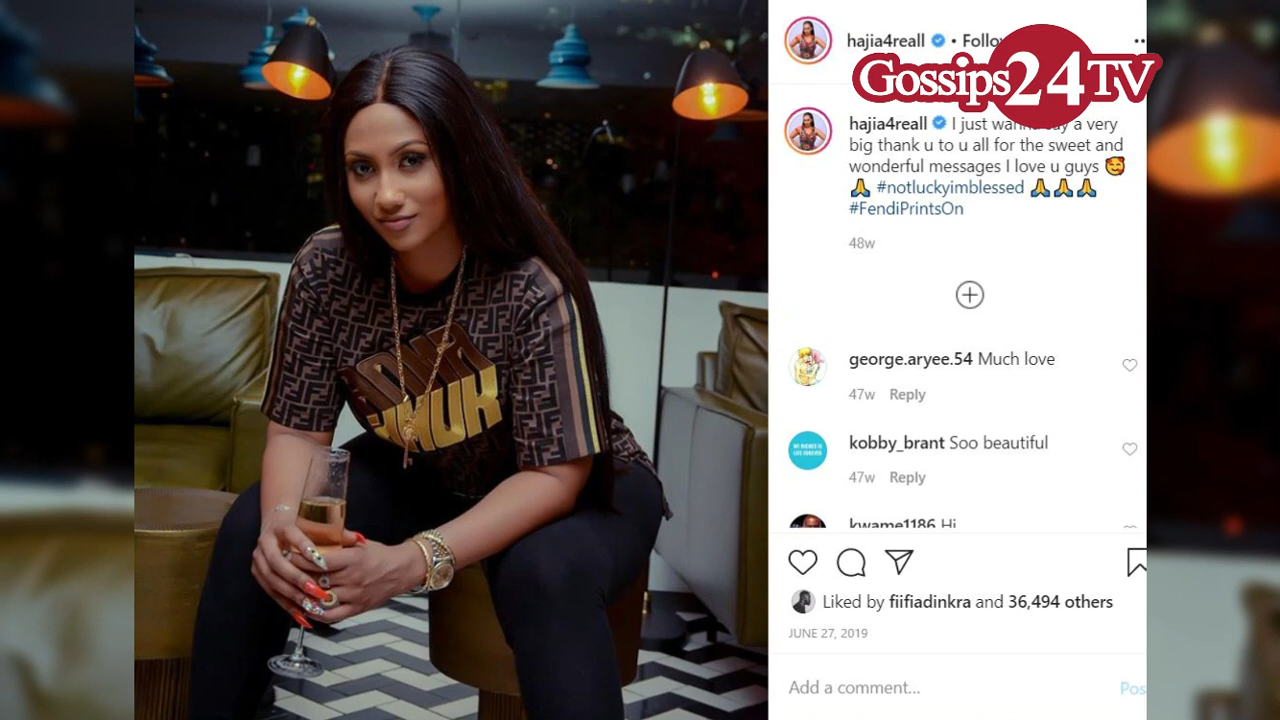 hajia4reall • Follow
Gossips24TV
hajia4reall I just wanna say a very
big thank u to u all for the sweet and
wonderful messages I love u guys 🥰
🙏 #notluckyimblessed 🙏🙏🙏
#FendiPrintsOn
48w
george.aryee.54 Much love
47w Reply
kobby_brant Soo beautiful
47w Reply
kwame1186 Hi
Liked by fiifiadinkra and 36,494 others
JUNE 27, 2019
Add a comment...
Pos